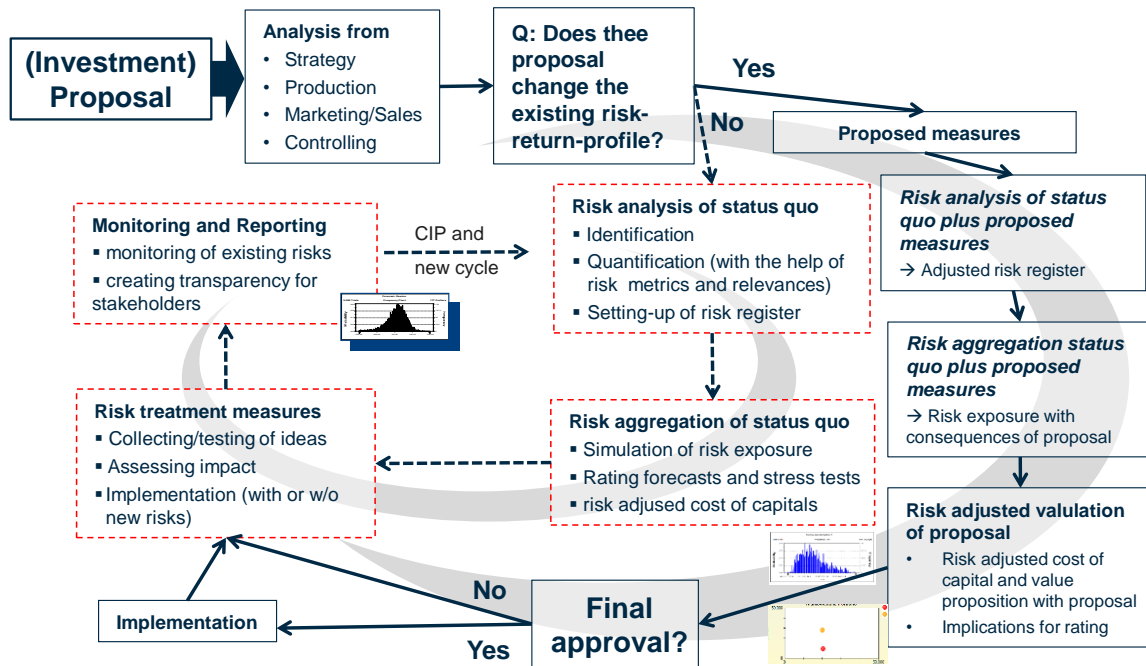 (Investment)
Proposal
Analysis from
• Strategy
• Production
• Marketing/Sales
• Controlling
Q: Does thee
proposal
change the
existing risk-
return-profile?
Yes
No
Proposed measures
Risk analysis of status
quo plus proposed
measures
→ Adjusted risk register
Risk aggregation status
quo plus proposed
measures
→ Risk exposure with
consequences of proposal
Risk adjusted valulation
of proposal
• Risk adjusted cost of
capital and value
proposition with proposal
• Implications for rating
Monitoring and Reporting
▪ monitoring of existing risks
▪ creating transparency for
stakeholders
CIP and
new cycle
Risk analysis of status quo
▪ Identification
▪ Quantification (with the help of
risk metrics and relevances)
▪ Setting-up of risk register
Risk aggregation of status quo
▪ Simulation of risk exposure
▪ Rating forecasts and stress tests
▪ risk adjused cost of capitals
Risk treatment measures
▪ Collecting/testing of ideas
▪ Assessing impact
▪ Implementation (with or w/o
new risks)
Implementation
No
Yes
Final
approval?
50.000
0
0
50.000